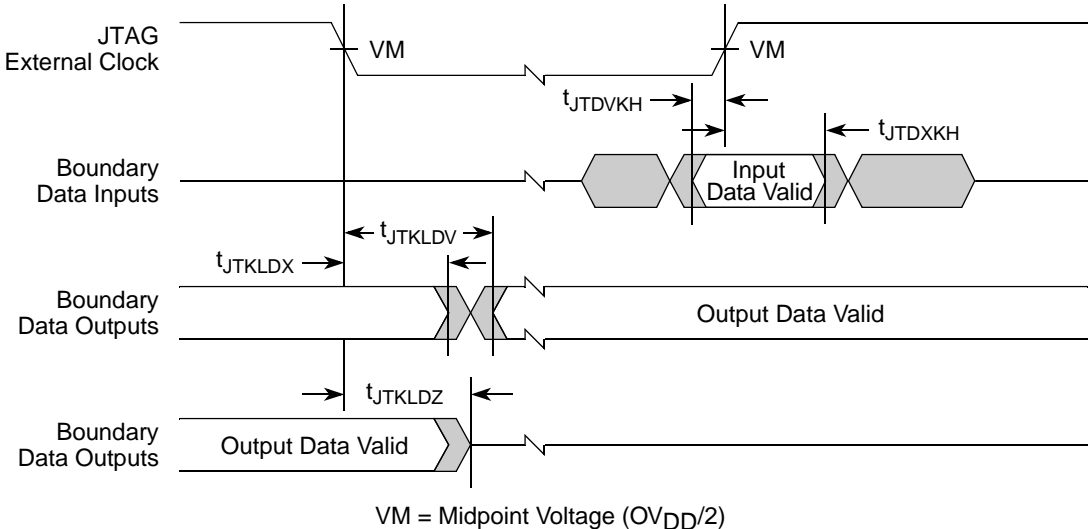 JTAG
External Clock
VM
VM
tJTDVKH
tJTDXKH
Boundary
Data Inputs
Input
Data Valid
tJTKLDV
tJTKLDX
Boundary
Data Outputs
Output Data Valid
tJTKLDZ
Boundary
Data Outputs
Output Data Valid
VM = Midpoint Voltage (OVDD/2)